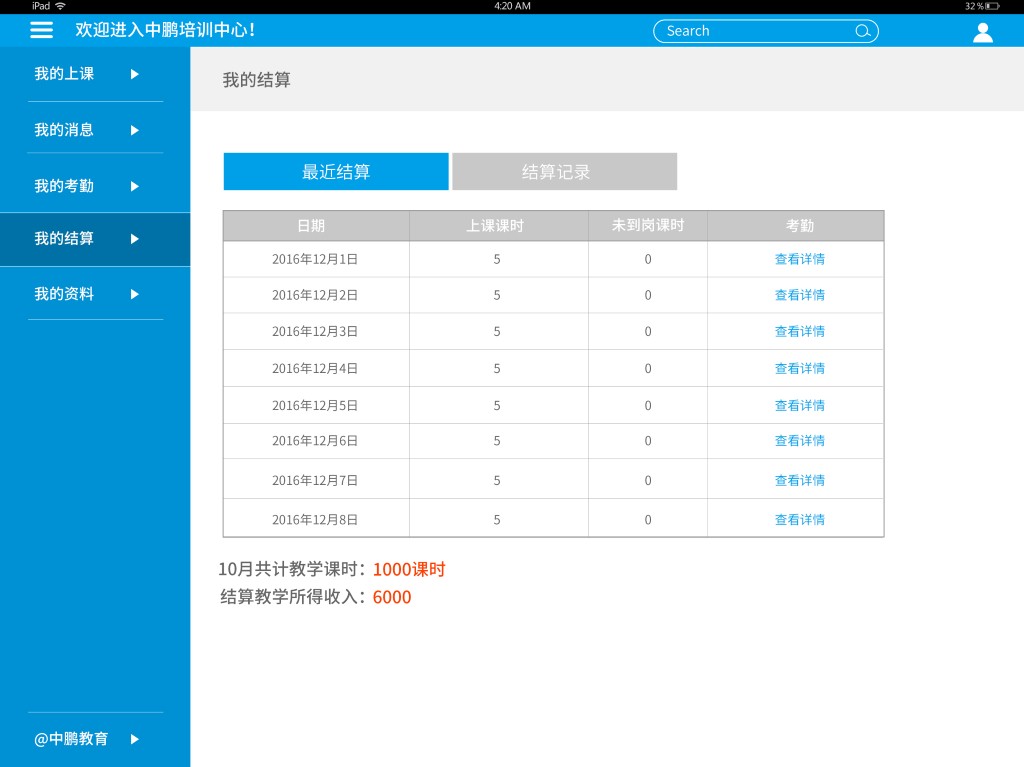 iPad 4:20 AM 32%
欢迎进入中鹏培训中心！ Search
我的上课
我的消息
我的考勤
我的结算
我的资料
@中鹏教育
我的结算
最近结算 结算记录
日期 上课课时 未到岗课时 考勤
2016年12月1日 5 0 查看详情
2016年12月2日 5 0 查看详情
2016年12月3日 5 0 查看详情
2016年12月4日 5 0 查看详情
2016年12月5日 5 0 查看详情
2016年12月6日 5 0 查看详情
2016年12月7日 5 0 查看详情
2016年12月8日 5 0 查看详情
10月共计教学课时：1000课时
结算教学所得收入：6000